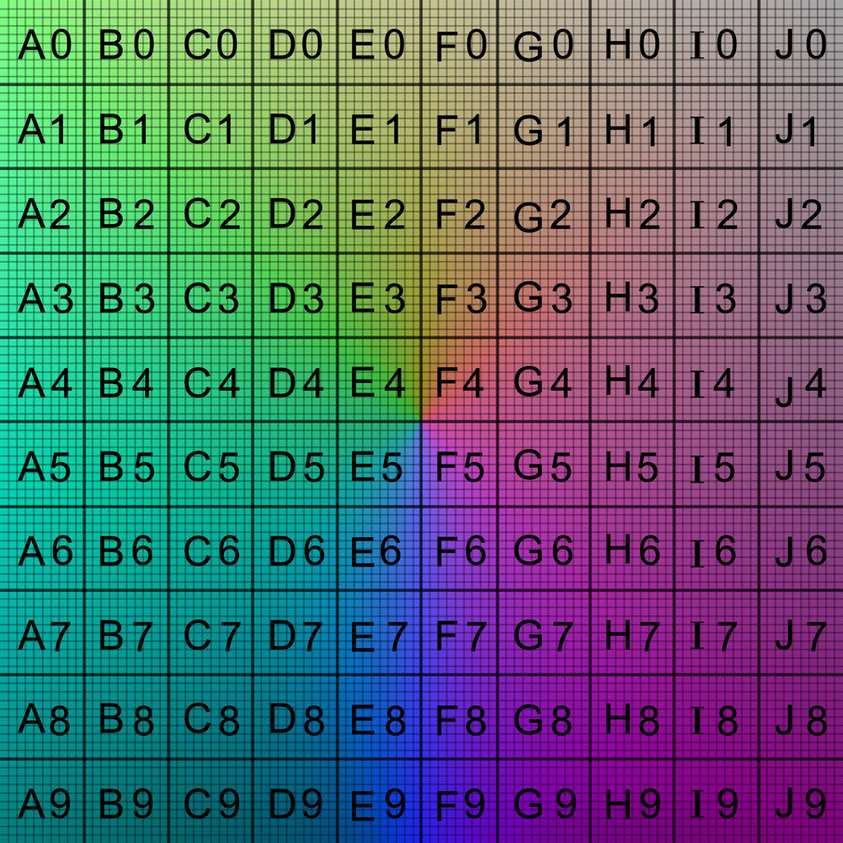 A0 B0 C0 D0 E0 F0 G0 H0 I0 J0
A1 B1 C1 D1 E1 F1 G1 H1 I1 J1
A2 B2 C2 D2 E2 F2 G2 H2 I2 J2
A3 B3 C3 D3 E3 F3 G3 H3 I3 J3
A4 B4 C4 D4 E4 F4 G4 H4 I4 J4
A5 B5 C5 D5 E5 F5 G5 H5 I5 J5
A6 B6 C6 D6 E6 F6 G6 H6 I6 J6
A7 B7 C7 D7 E7 F7 G7 H7 I7 J7
A8 B8 C8 D8 E8 F8 G8 H8 I8 J8
A9 B9 C9 D9 E9 F9 G9 H9 I9 J9